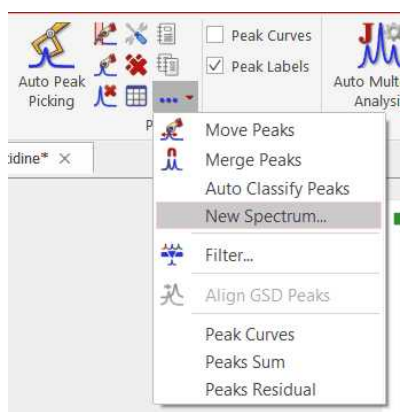 Peak Curves
Auto Peak
Picking
Peak Labels
Auto Mult
Analysi
P
idine* ×
Move Peaks
Merge Peaks
Auto Classify Peaks
New Spectrum...
Filter...
Align GSD Peaks
Peak Curves
Peaks Sum
Peaks Residual